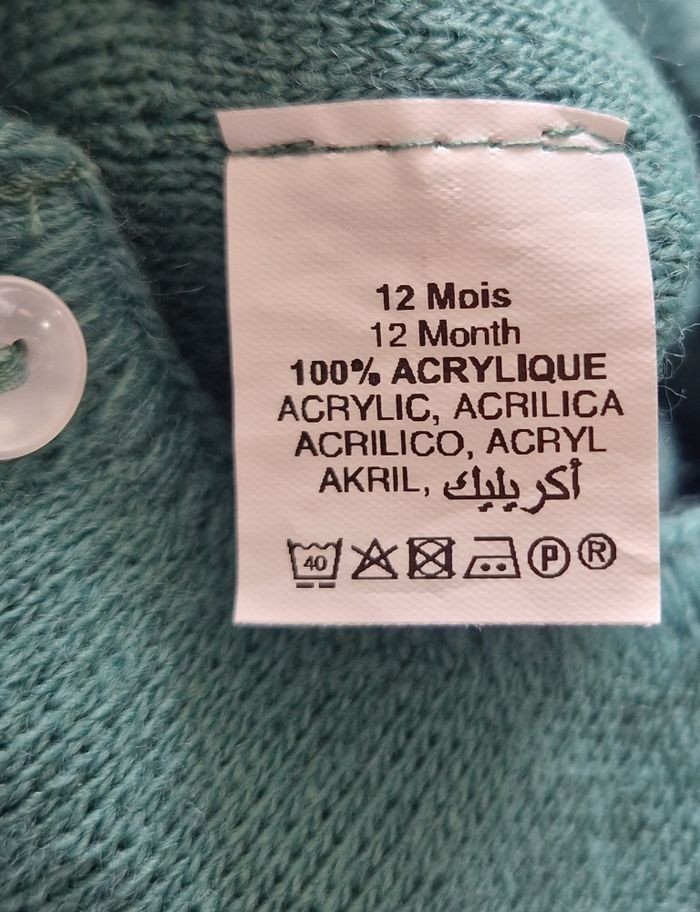 12 Mois
12 Month
100% ACRYLIQUE
ACRYLIC, ACRILICA
ACRILICO, ACRYL
AKRIL, أكريليك
40 P ®